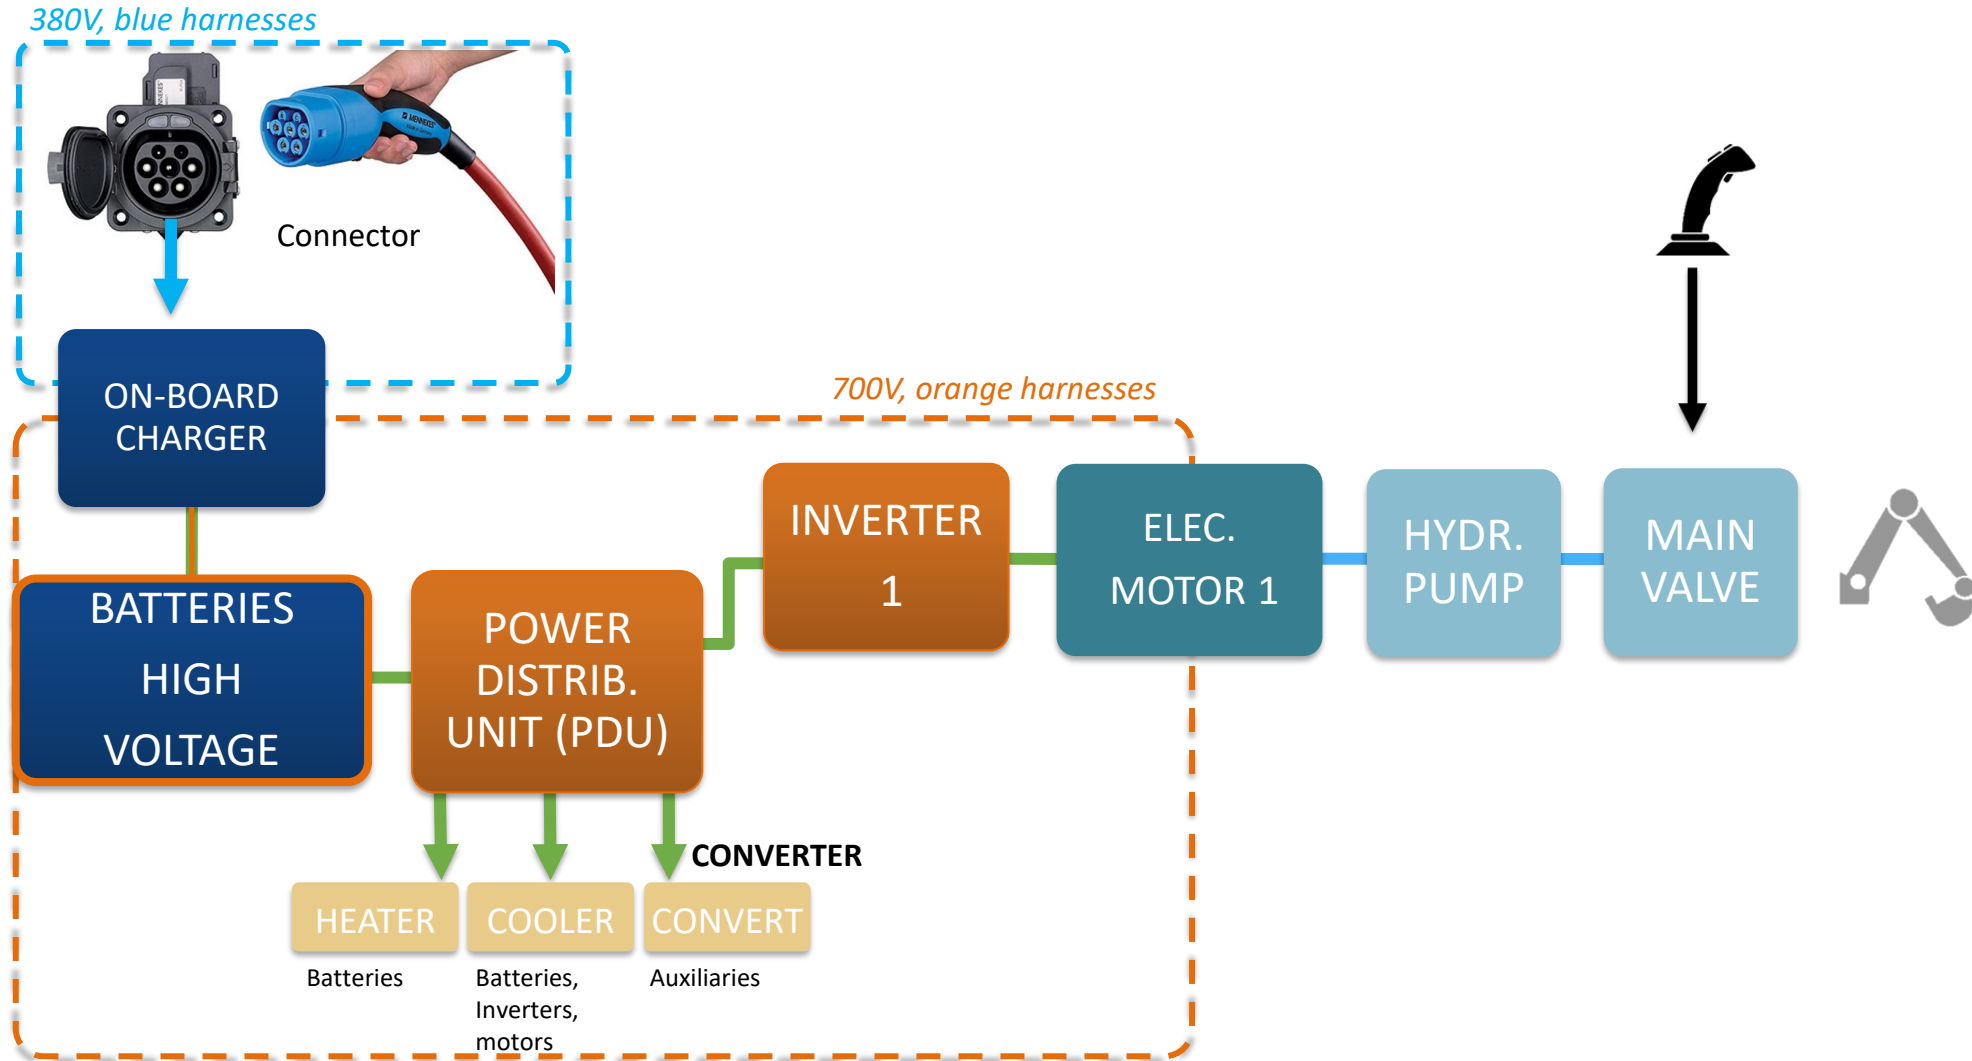 380V, blue harnesses
MENNEKES
Connector
ON-BOARD
CHARGER
700V, orange harnesses
BATTERIES
HIGH
VOLTAGE
POWER
DISTRIB.
UNIT (PDU)
INVERTER
1
ELEC.
MOTOR 1
HYDR.
PUMP
MAIN
VALVE
CONVERTER
HEATER
COOLER
CONVERT
Batteries
Batteries,
Inverters,
motors
Auxiliaries